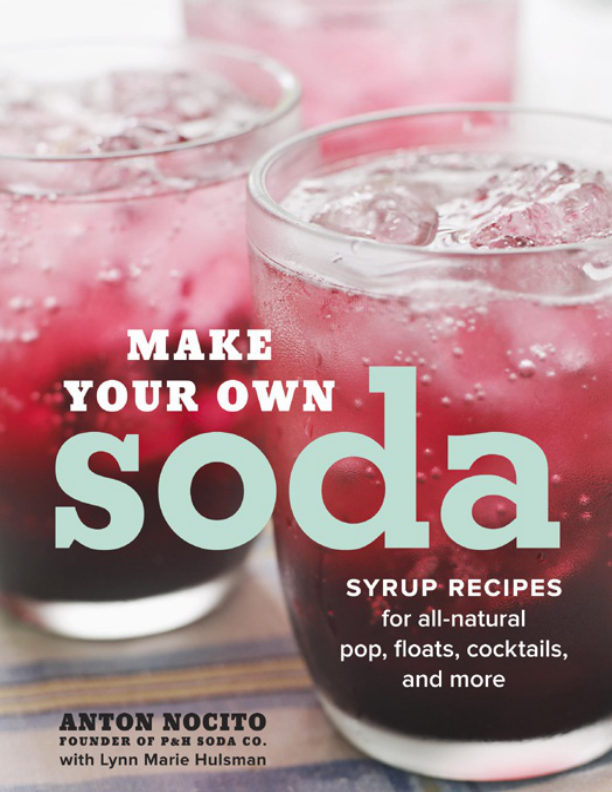 MAKE
YOUR OWN
soda
SYRUP RECIPES
for all-natural
pop, floats, cocktails,
and more
ANTON NOCITO
FOUNDER OF P&H SODA CO.
with Lynn Marie Hulsman